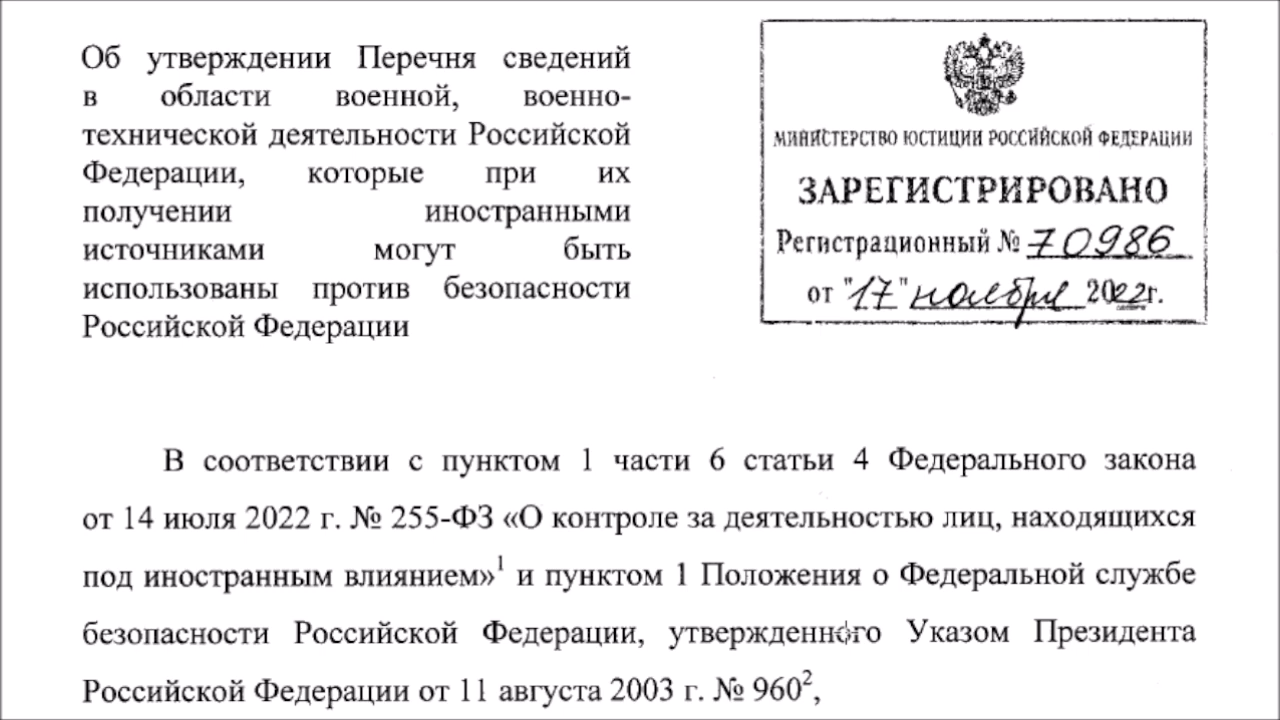 Об утверждении Перечня сведений
в области военной, военно-
технической деятельности Российской
Федерации, которые при их
получении иностранными
источниками могут быть
использованы против безопасности
Российской Федерации
МИНИСТЕРСТВО ЮСТИЦИИ РОССИЙСКОЙ ФЕДЕРАЦИИ
ЗАРЕГИСТРИРОВАНО
Регистрационный № 70986
от "17" ноября 2022г.
В соответствии с пунктом 1 части 6 статьи 4 Федерального закона
от 14 июля 2022 г. № 255-ФЗ «О контроле за деятельностью лиц, находящихся
под иностранным влиянием»¹ и пунктом 1 Положения о Федеральной службе
безопасности Российской Федерации, утвержденного Указом Президента
Российской Федерации от 11 августа 2003 г. № 960²,